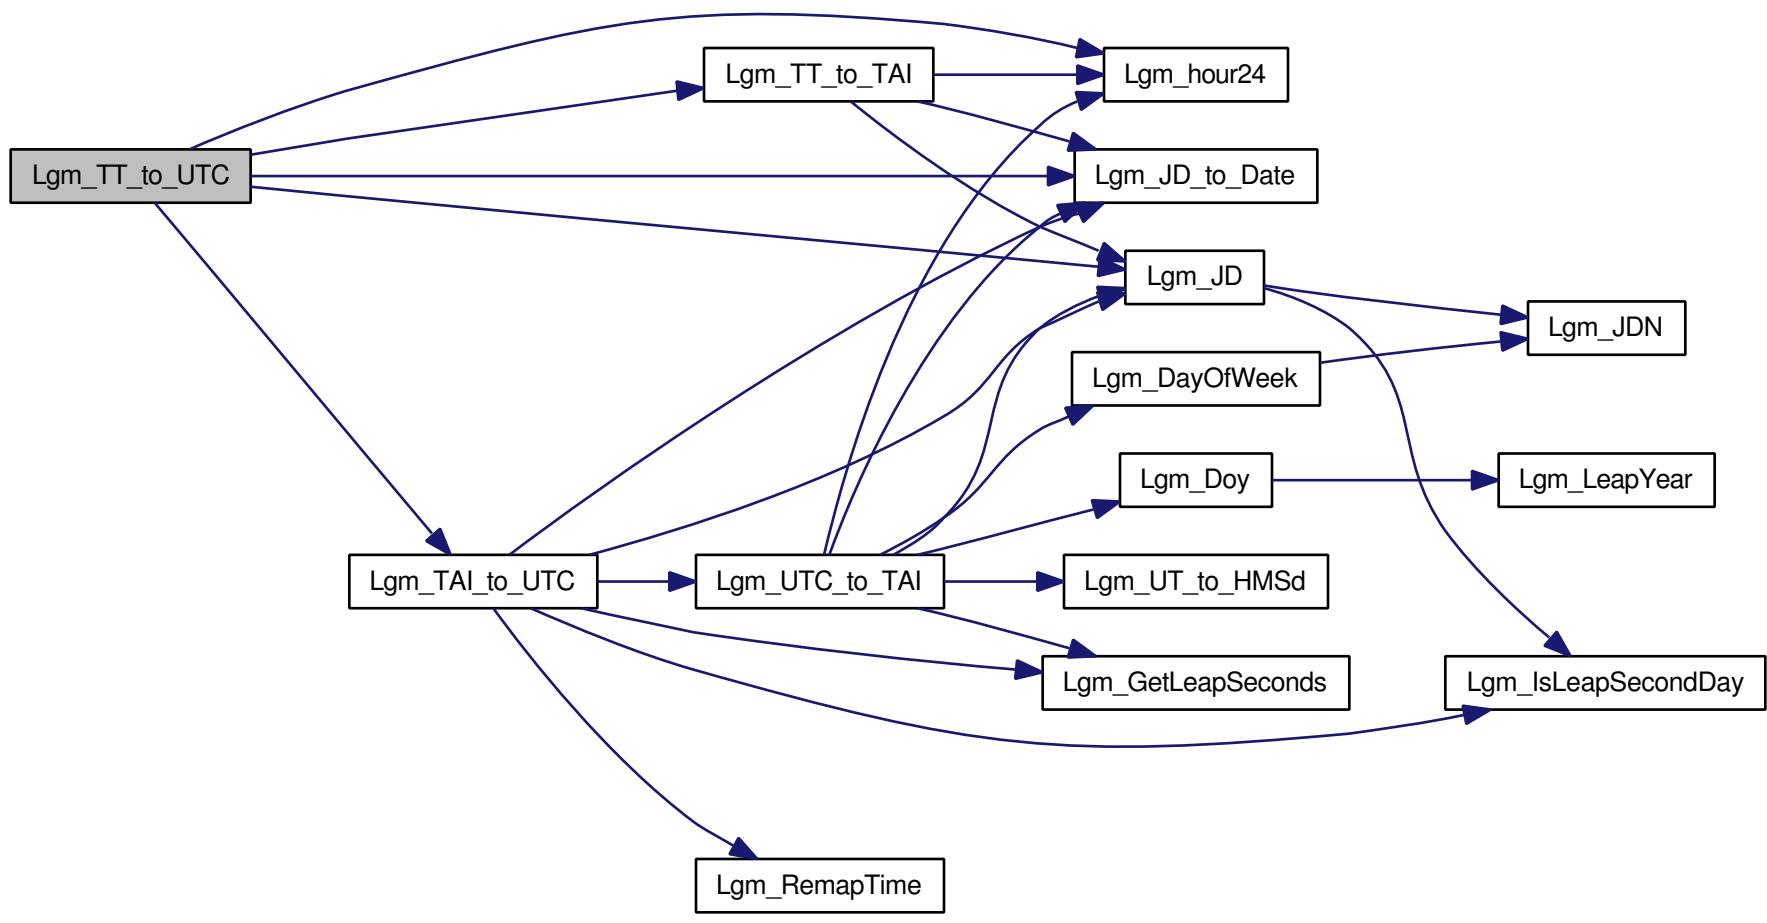 Lgm_TT_to_TAI
Lgm_hour24
Lgm_TT_to_UTC
Lgm_JD_to_Date
Lgm_JD
Lgm_JDN
Lgm_DayOfWeek
Lgm_Doy
Lgm_LeapYear
Lgm_TAI_to_UTC
Lgm_UTC_to_TAI
Lgm_UT_to_HMSd
Lgm_GetLeapSeconds
Lgm_IsLeapSecondDay
Lgm_RemapTime